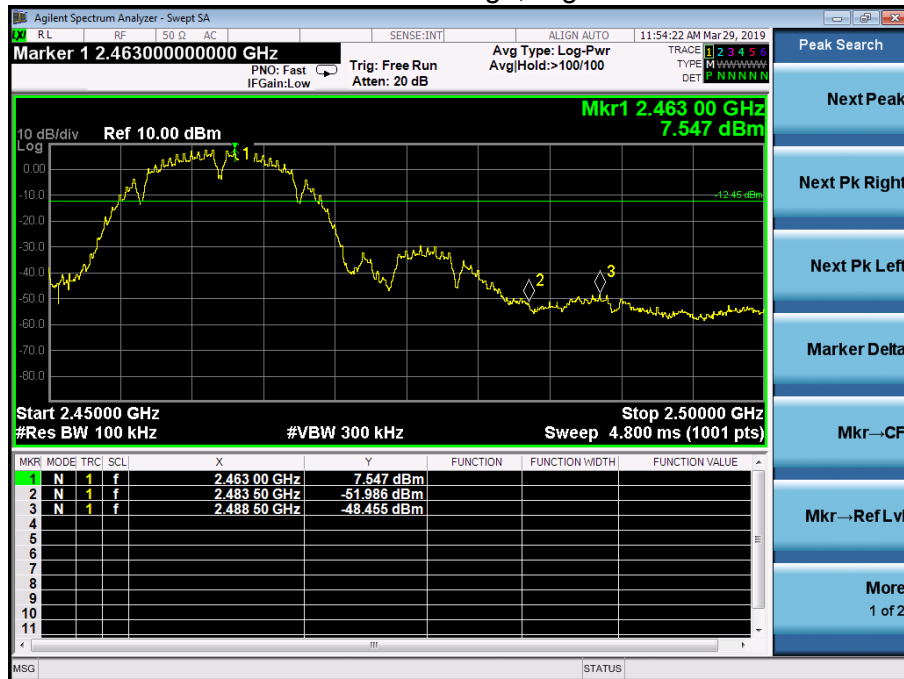 Agilent Spectrum Analyzer - Swept SA
LXI RL RF 50 Ω AC SENSE:INT ALIGN AUTO 11:54:22 AM Mar 29, 2019
Marker 1 2.463000000000 GHz
PNO: Fast
IFGain:Low
Trig: Free Run
Atten: 20 dB
Avg Type: Log-Pwr
Avg|Hold:>100/100
TRACE 1 2 3 4 5 6
TYPE MWWWWW
DET P N N N N N
Peak Search
Mkr1 2.463 00 GHz
7.547 dBm
10 dB/div Ref 10.00 dBm
Log
1
0.00
-10.0
-12.45 dBm
-20.0
-30.0
-40.0
2
3
-50.0
-60.0
-70.0
-80.0
Start 2.45000 GHz Stop 2.50000 GHz
#Res BW 100 kHz #VBW 300 kHz Sweep 4.800 ms (1001 pts)
MKR MODE TRC SCL X Y FUNCTION FUNCTION WIDTH FUNCTION VALUE
1 N 1 f 2.463 00 GHz 7.547 dBm
2 N 1 f 2.483 50 GHz -51.986 dBm
3 N 1 f 2.488 50 GHz -48.455 dBm
4
5
6
7
8
9
10
11
MSG STATUS
Next Peak
Next Pk Right
Next Pk Left
Marker Delta
Mkr→CF
Mkr→Ref Lvl
More
1 of 2